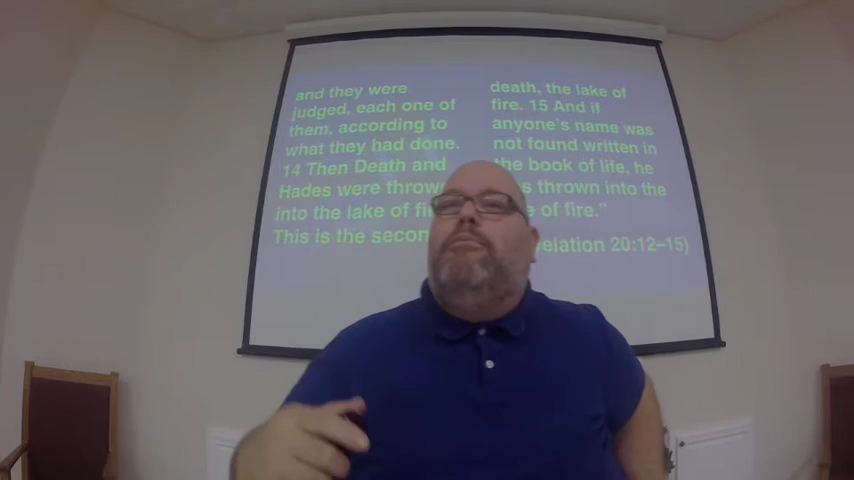 and they were
judged, each one of
them, according to
what they had done.
14 Then Death and
Hades were throw
into the lake of f
This is the secon
death, the lake of
fire. 15 And if
anyone's name was
not found written in
the book of life, he
s thrown into the
e of fire."
elation 20:12–15)